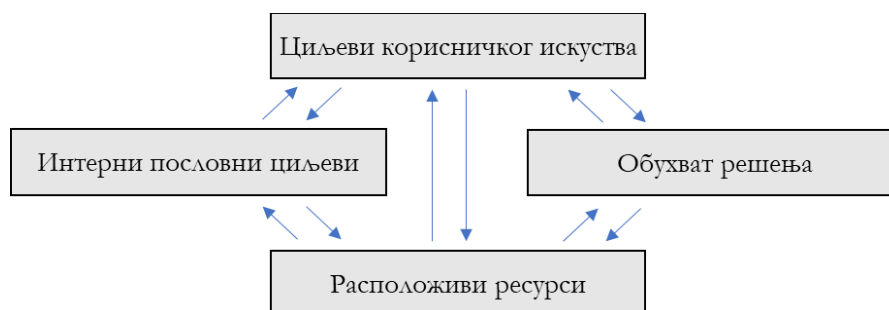 Циљеви корисничког искуства
Интерни пословни циљеви
Обухват решења
Расположиви ресурси